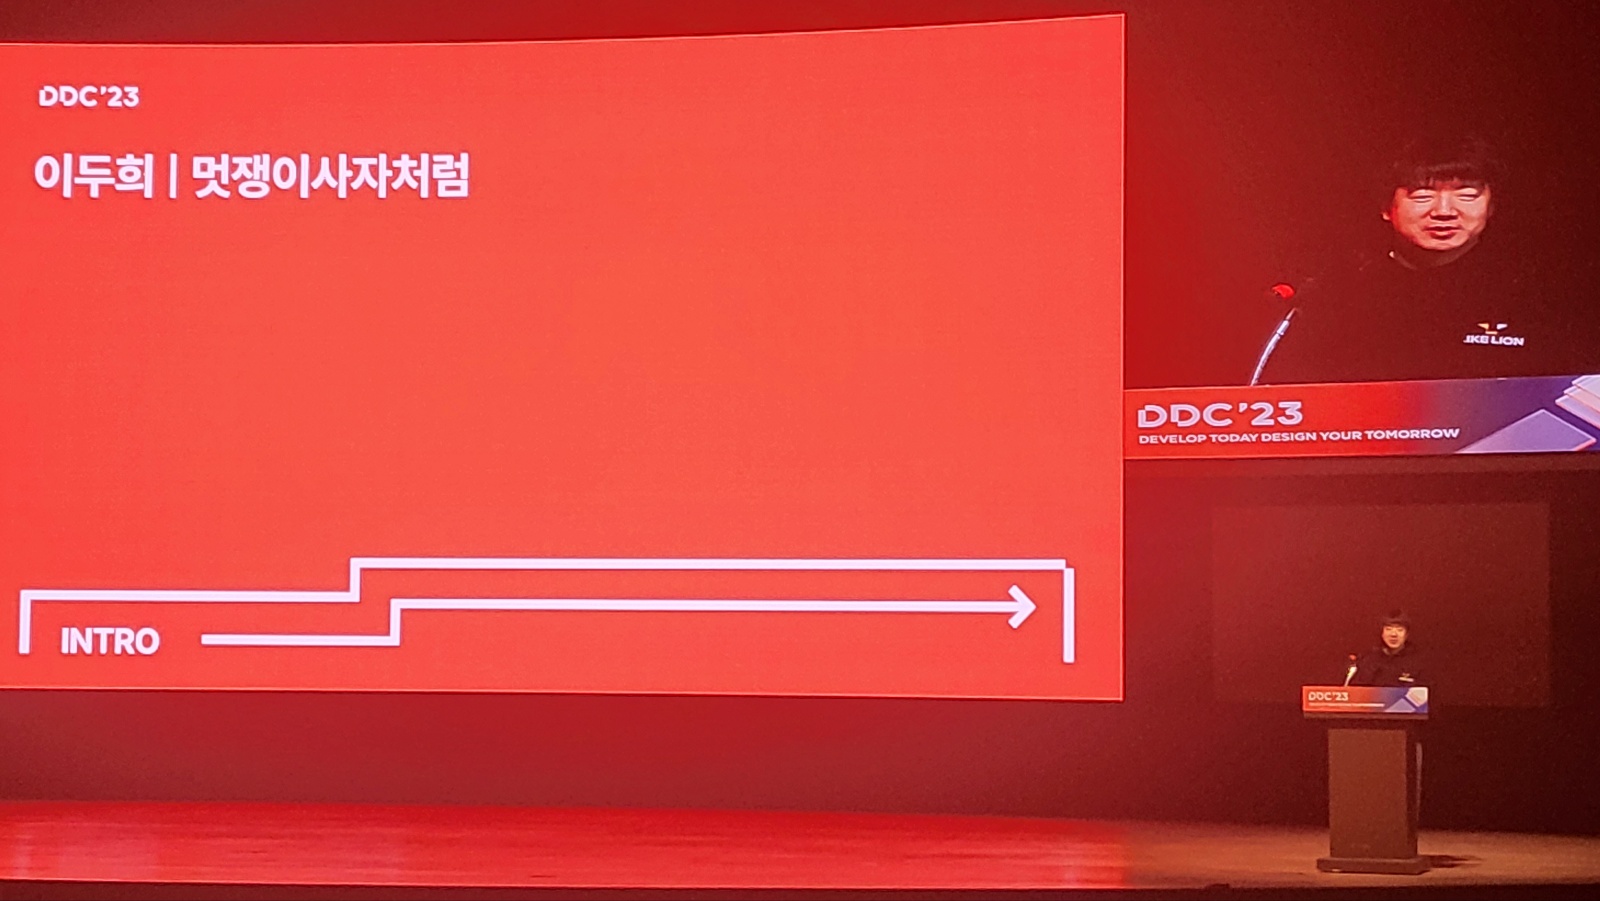 DDC'23
이두희 | 멋쟁이사자처럼
INTRO
IKE LION
DDC'23
DEVELOP TODAY DESIGN YOUR TOMORROW
DDC'23